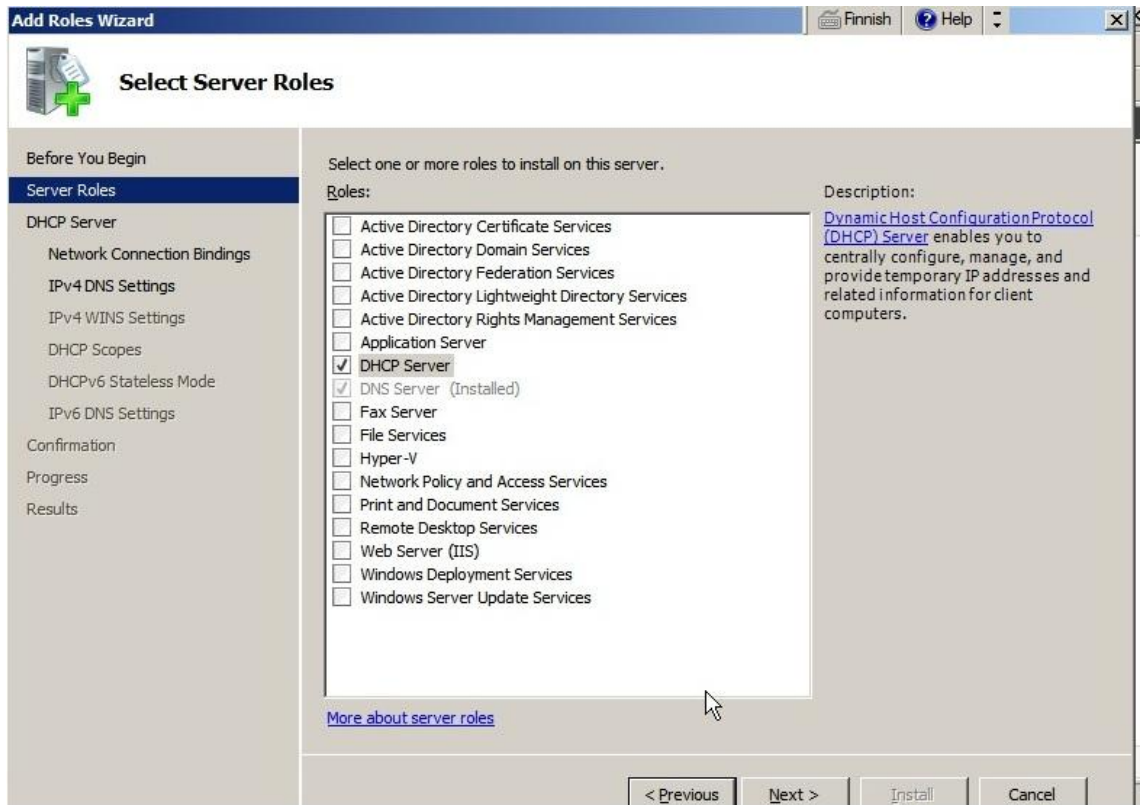 Add Roles Wizard
Finnish
Help
Select Server Roles
Before You Begin
Server Roles
DHCP Server
Network Connection Bindings
IPv4 DNS Settings
IPv4 WINS Settings
DHCP Scopes
DHCPv6 Stateless Mode
IPv6 DNS Settings
Confirmation
Progress
Results
Select one or more roles to install on this server.
Roles:
Active Directory Certificate Services
Active Directory Domain Services
Active Directory Federation Services
Active Directory Lightweight Directory Services
Active Directory Rights Management Services
Application Server
DHCP Server
DNS Server (Installed)
Fax Server
File Services
Hyper-V
Network Policy and Access Services
Print and Document Services
Remote Desktop Services
Web Server (IIS)
Windows Deployment Services
Windows Server Update Services
More about server roles
Description:
Dynamic Host Configuration Protocol
(DHCP) Server enables you to
centrally configure, manage, and
provide temporary IP addresses and
related information for client
computers.
< Previous
Next >
Install
Cancel